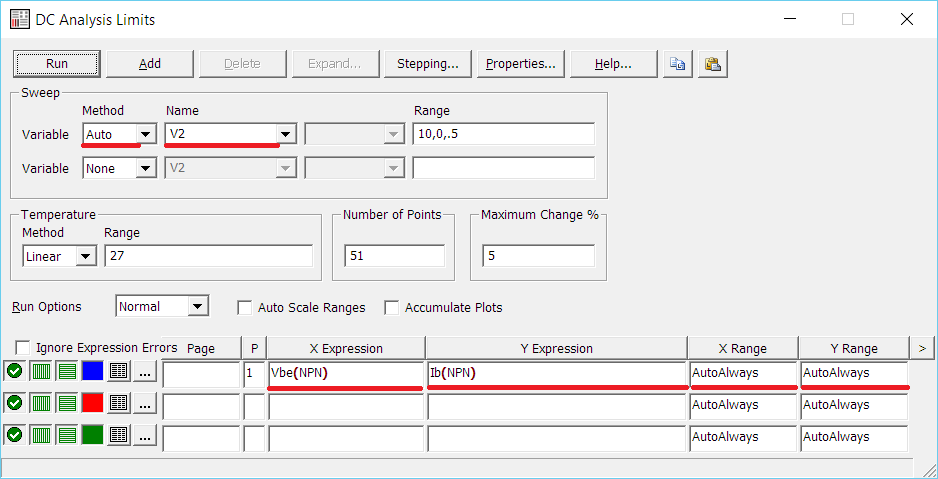 DC Analysis Limits
Run Add Delete Expand... Stepping... Properties... Help...
Sweep
Method Name Range
Variable Auto V2 10,0,.5
Variable None V2
Temperature Number of Points Maximum Change %
Method Range
Linear 27 51 5
Run Options Normal Auto Scale Ranges Accumulate Plots
Ignore Expression Errors Page P X Expression Y Expression X Range Y Range >
... 1 Vbe(NPN) Ib(NPN) AutoAlways AutoAlways
... AutoAlways AutoAlways
... AutoAlways AutoAlways